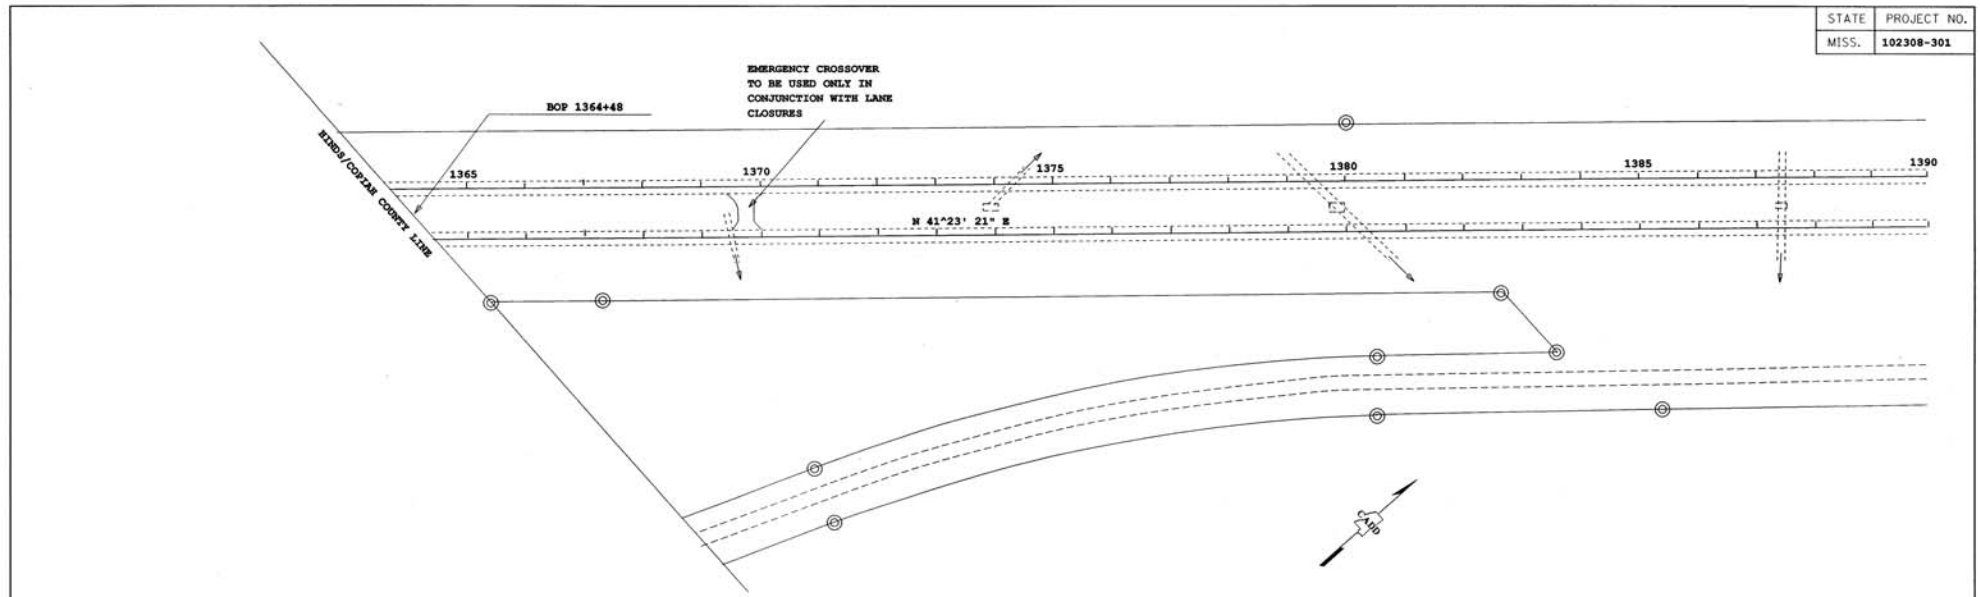 STATE PROJECT NO.
MISS. 102308-301
EMERGENCY CROSSOVER
TO BE USED ONLY IN
CONJUNCTION WITH LANE
CLOSURES
BOP 1364+48
HINDS/COPIAH COUNTY LINE
1365 1370 1375 1380 1385 1390
N 41^23' 21" E
CADD